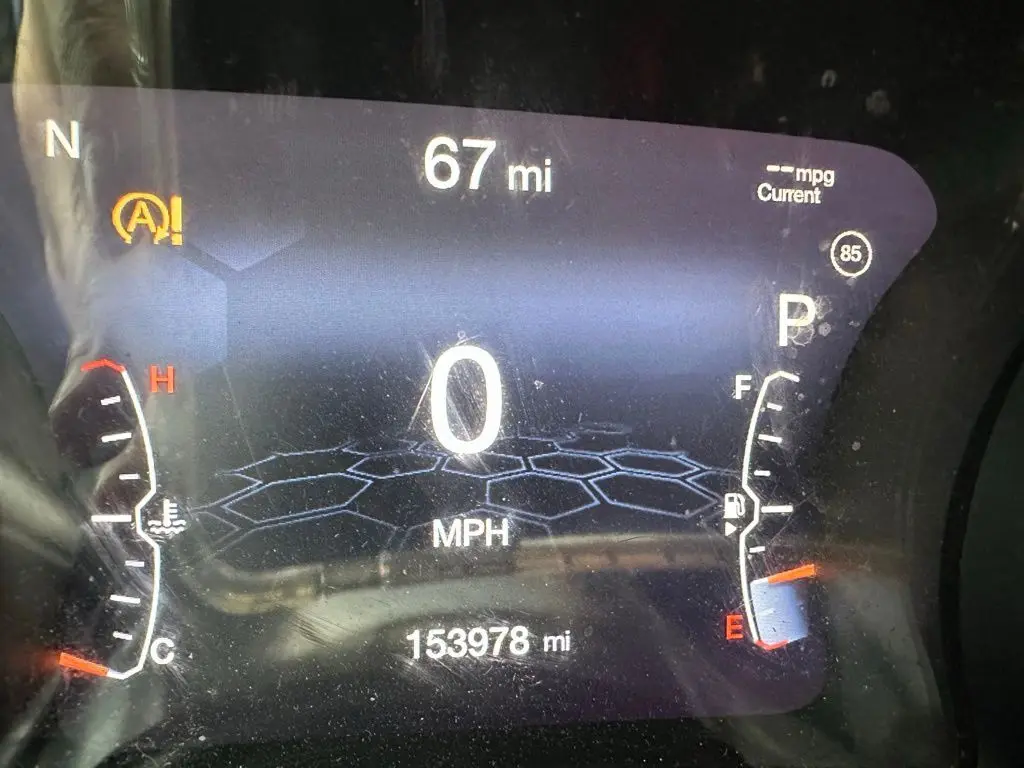 N
67 mi
-- mpg
Current
A!
85
P
H
F
0
MPH
E
153978 mi
C